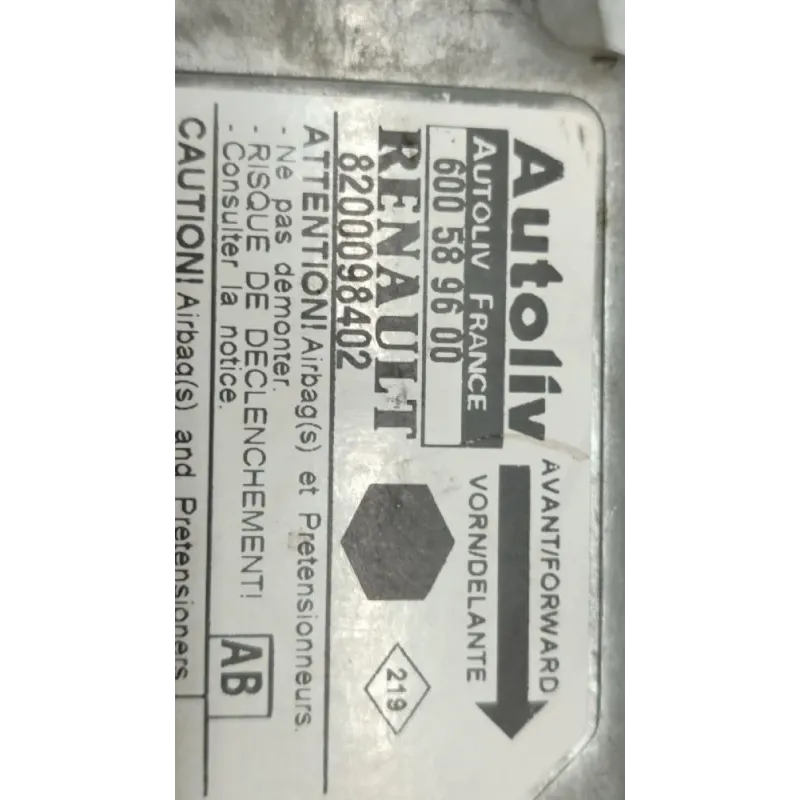 Autoliv
AVANT/FORWARD
VORN/DELANTE
AUTOLIV FRANCE
600 58 96 00
RENAULT
8200098402
219
ATTENTION! Airbag(s) et Pretensionneurs.
- Ne pas demonter.
- RISQUE DE DECLENCHEMENT!
- Consulter la notice.
AB
CAUTION! Airbag(s) and Pretensioners